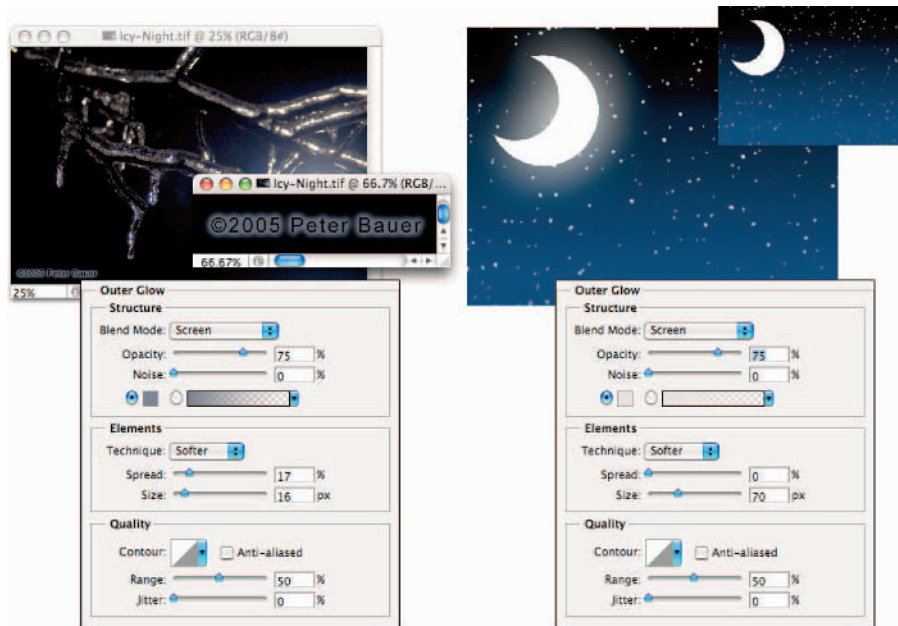 Icy-Night.tif @ 25% (RGB/8#)
Icy-Night.tif @ 66.7% (RGB/...
©2005 Peter Bauer
66.67%
©2005 Peter Bauer
25%
Outer Glow
Structure
Blend Mode: Screen
Opacity: 75 %
Noise: 0 %
Elements
Technique: Softer
Spread: 17 %
Size: 16 px
Quality
Contour: Anti-aliased
Range: 50 %
Jitter: 0 %
Outer Glow
Structure
Blend Mode: Screen
Opacity: 75 %
Noise: 0 %
Elements
Technique: Softer
Spread: 0 %
Size: 70 px
Quality
Contour: Anti-aliased
Range: 50 %
Jitter: 0 %